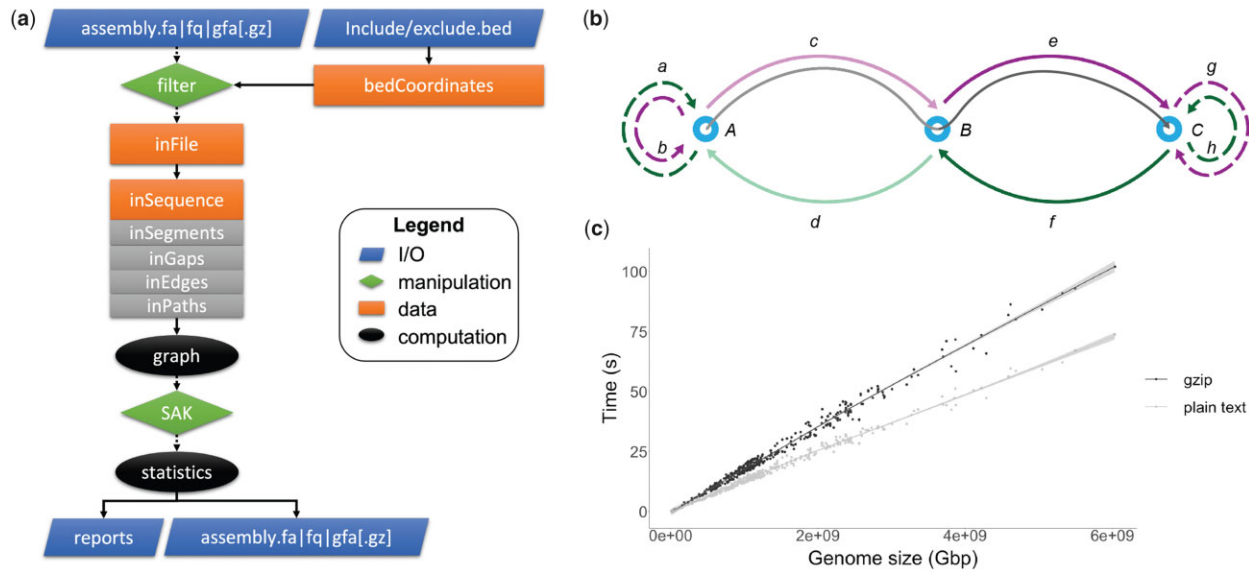 (a)
assembly.fa|fq|gfa[.gz]
Include/exclude.bed
filter
bedCoordinates
inFile
inSequence
inSegments
inGaps
inEdges
inPaths
graph
SAK
statistics
reports
assembly.fa|fq|gfa[.gz]
Legend
I/O
manipulation
data
computation
(b)
c
e
a
g
A
B
C
b
h
d
f
(c)
100
75
50
25
0
Time (s)
0e+00
2e+09
4e+09
6e+09
Genome size (Gbp)
gzip
plain text